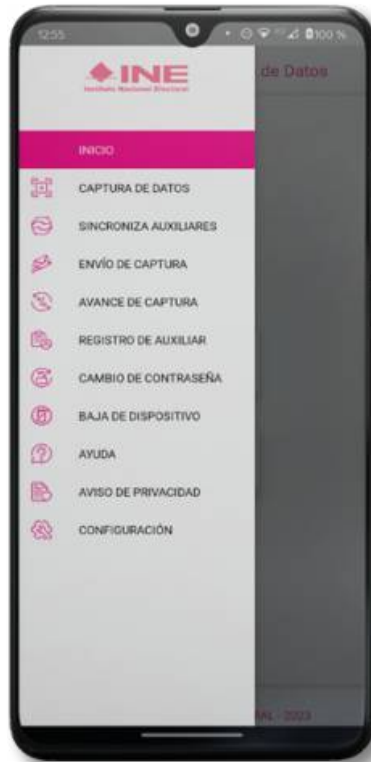 12:55
100 %
INE
Instituto Nacional Electoral
de Datos
INICIO
CAPTURA DE DATOS
SINCRONIZA AUXILIARES
ENVÍO DE CAPTURA
AVANCE DE CAPTURA
REGISTRO DE AUXILIAR
CAMBIO DE CONTRASEÑA
BAJA DE DISPOSITIVO
AYUDA
AVISO DE PRIVACIDAD
CONFIGURACIÓN
RAL - 2023